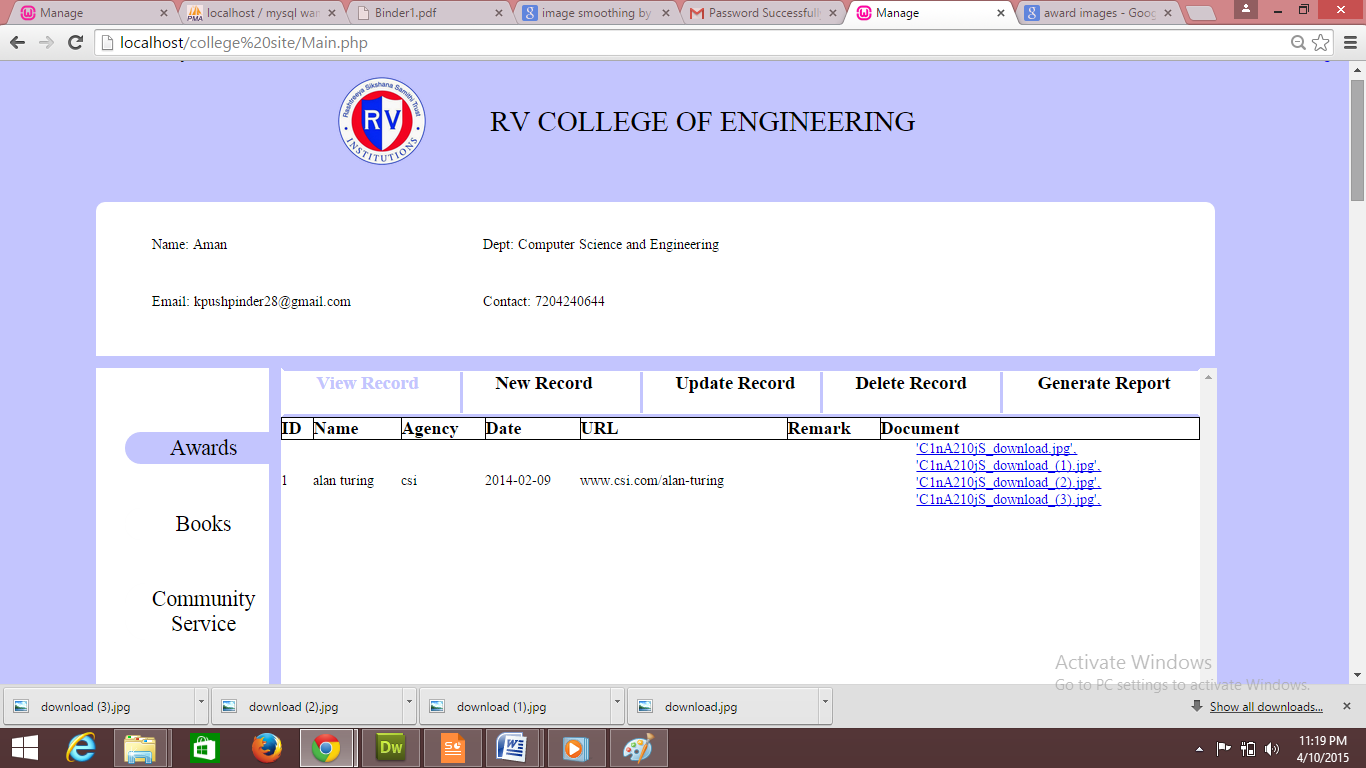 Manage
localhost / mysql wam
Binder1.pdf
image smoothing by
Password Successfull
Manage
award images - Goog
localhost/college%20site/Main.php
Rashtreeya Sikshana Samithi Trust
RV
INSTITUTIONS
RV COLLEGE OF ENGINEERING
Name: Aman
Dept: Computer Science and Engineering
Email: kpushpinder28@gmail.com
Contact: 7204240644
View Record
New Record
Update Record
Delete Record
Generate Report
ID Name Agency Date URL Remark Document
1 alan turing csi 2014-02-09 www.csi.com/alan-turing
'C1nA210jS_download.jpg',
'C1nA210jS_download_(1).jpg',
'C1nA210jS_download_(2).jpg',
'C1nA210jS_download_(3).jpg',
Awards
Books
Community
Service
Activate Windows
Go to PC settings to activate Windows.
download (3).jpg
download (2).jpg
download (1).jpg
download.jpg
Show all downloads...
Dw
W
11:19 PM
4/10/2015